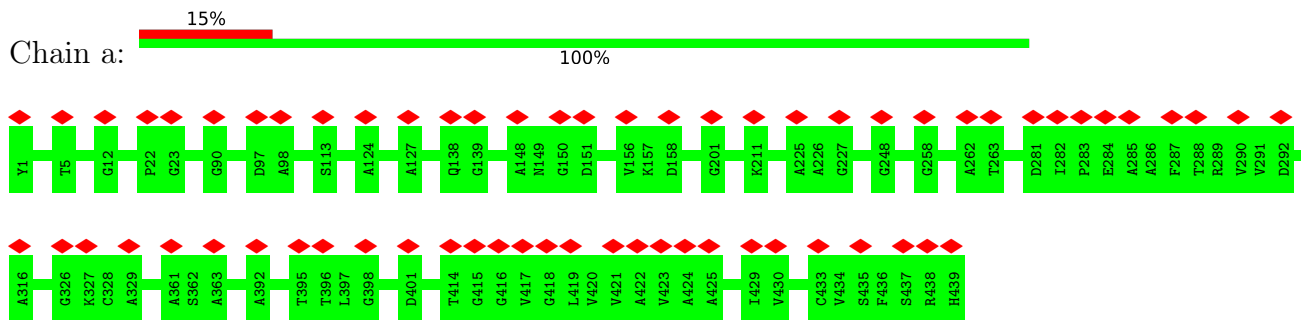 15%
Chain a:
100%
Y1 T5 G12 P22 G23 G90 D97 A98 S113 A124 A127 Q138 G139 A148 N149 G150 D151 V156 K157 D158 G201 K211 A225 A226 G227 G248 G258 A262 T263 D281 I282 P283 E284 A285 A286 F287 T288 R289 V290 V291 D292
A316 G326 K327 C328 A329 A361 S362 A363 A392 T395 T396 L397 G398 D401 T414 G415 G416 V417 G418 L419 V420 V421 A422 V423 A424 A425 I429 V430 C433 V434 S435 F436 S437 R438 H439